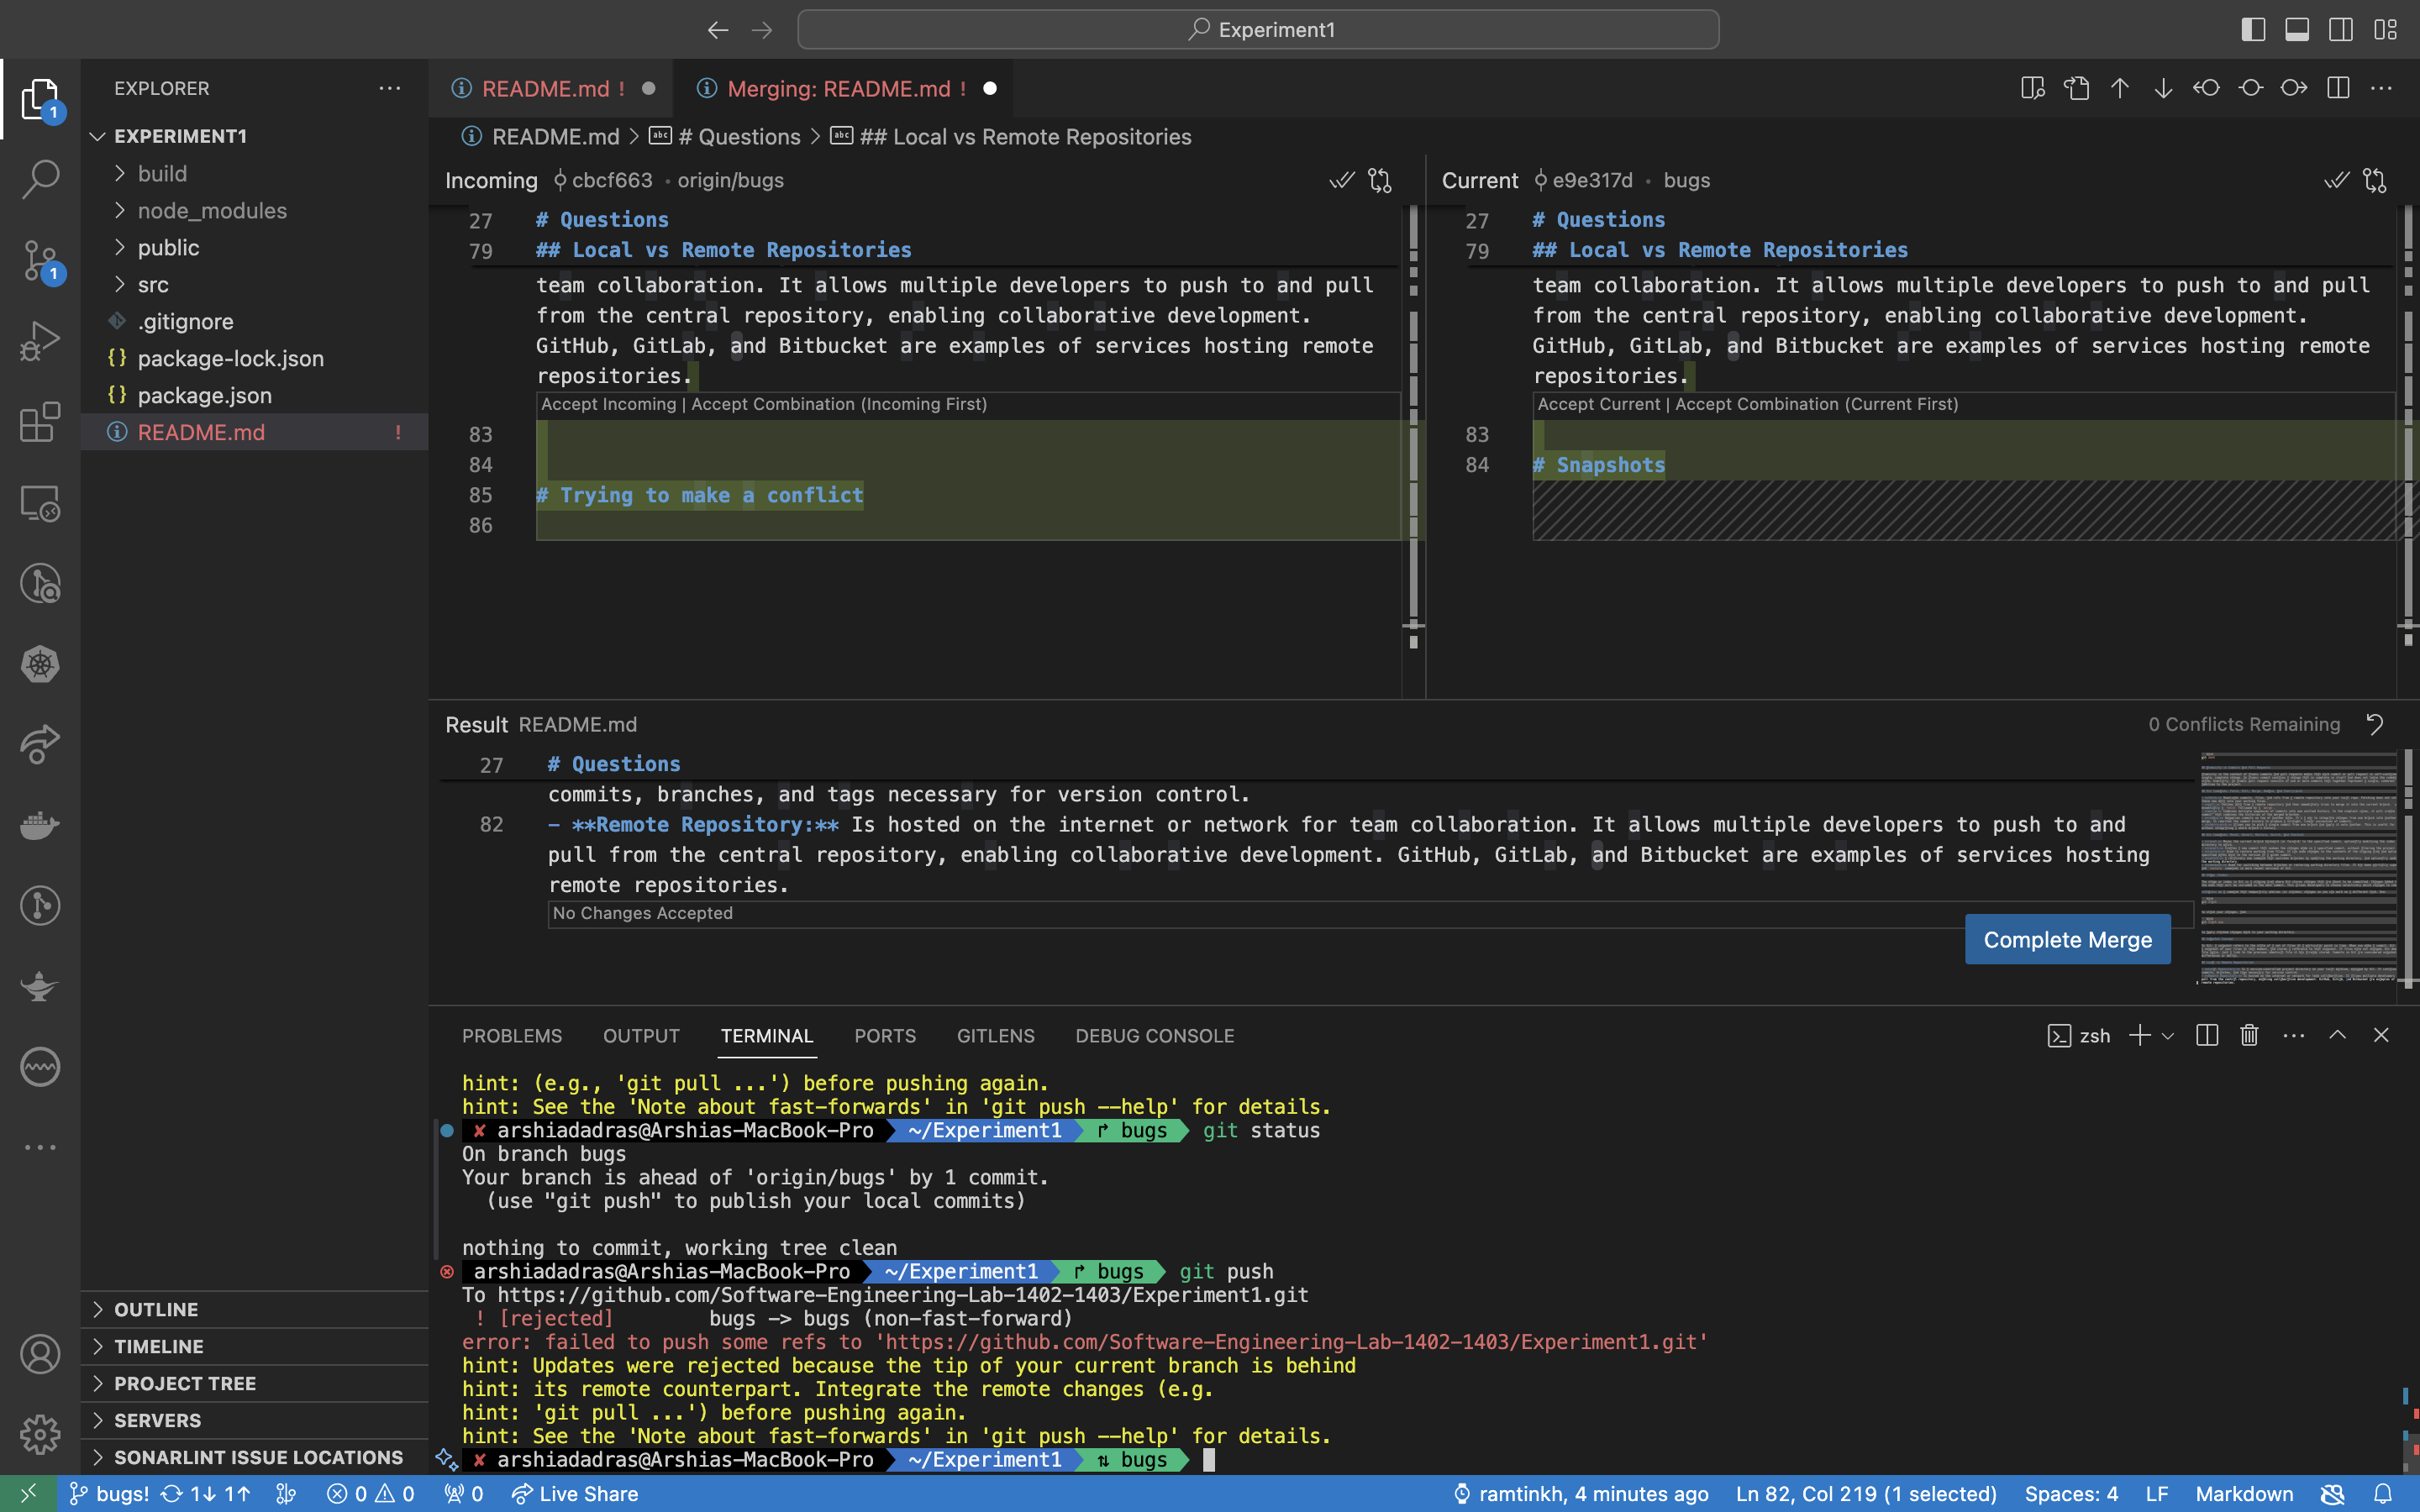 Experiment1
EXPLORER
EXPERIMENT1
build
node_modules
public
src
.gitignore
package-lock.json
package.json
README.md !
OUTLINE
TIMELINE
PROJECT TREE
SERVERS
SONARLINT ISSUE LOCATIONS
1
1
README.md !
Merging: README.md !
README.md > # Questions > ## Local vs Remote Repositories
Incoming cbcf663 • origin/bugs
27 # Questions
79 ## Local vs Remote Repositories
team collaboration. It allows multiple developers to push to and pull
from the central repository, enabling collaborative development.
GitHub, GitLab, and Bitbucket are examples of services hosting remote
repositories.
Accept Incoming | Accept Combination (Incoming First)
83
84
85 # Trying to make a conflict
86
Current e9e317d • bugs
27 # Questions
79 ## Local vs Remote Repositories
team collaboration. It allows multiple developers to push to and pull
from the central repository, enabling collaborative development.
GitHub, GitLab, and Bitbucket are examples of services hosting remote
repositories.
Accept Current | Accept Combination (Current First)
83
84 # Snapshots
Result README.md
0 Conflicts Remaining
27 # Questions
commits, branches, and tags necessary for version control.
82 - **Remote Repository:** Is hosted on the internet or network for team collaboration. It allows multiple developers to push to and
pull from the central repository, enabling collaborative development. GitHub, GitLab, and Bitbucket are examples of services hosting
remote repositories.
No Changes Accepted
Complete Merge
PROBLEMS OUTPUT TERMINAL PORTS GITLENS DEBUG CONSOLE
zsh
hint: (e.g., 'git pull ...') before pushing again.
hint: See the 'Note about fast-forwards' in 'git push --help' for details.
✘ arshiadadras@Arshias-MacBook-Pro ~/Experiment1 ↱ bugs git status
On branch bugs
Your branch is ahead of 'origin/bugs' by 1 commit.
(use "git push" to publish your local commits)
nothing to commit, working tree clean
arshiadadras@Arshias-MacBook-Pro ~/Experiment1 ↱ bugs git push
To https://github.com/Software-Engineering-Lab-1402-1403/Experiment1.git
! [rejected] bugs -> bugs (non-fast-forward)
error: failed to push some refs to 'https://github.com/Software-Engineering-Lab-1402-1403/Experiment1.git'
hint: Updates were rejected because the tip of your current branch is behind
hint: its remote counterpart. Integrate the remote changes (e.g.
hint: 'git pull ...') before pushing again.
hint: See the 'Note about fast-forwards' in 'git push --help' for details.
✘ arshiadadras@Arshias-MacBook-Pro ~/Experiment1 ⇅ bugs
bugs! 1↓ 1↑ 0 0 0 Live Share
ramtinkh, 4 minutes ago Ln 82, Col 219 (1 selected) Spaces: 4 LF Markdown